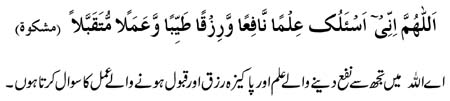 اَللّٰهُمَّ اِنِّیْۤ اَسْئَلُکَ عِلْمًا نَّافِعًا وَّرِزْقًا طَیِّبًا وَّعَمَلًا مُّتَقَبَّلًا (مشکوۃ)
اے اللہ میں تجھ سے نفع دینے والے علم اور پاکیزہ رزق اور قبول ہونے والے عمل کا سوال کرتا ہوں۔